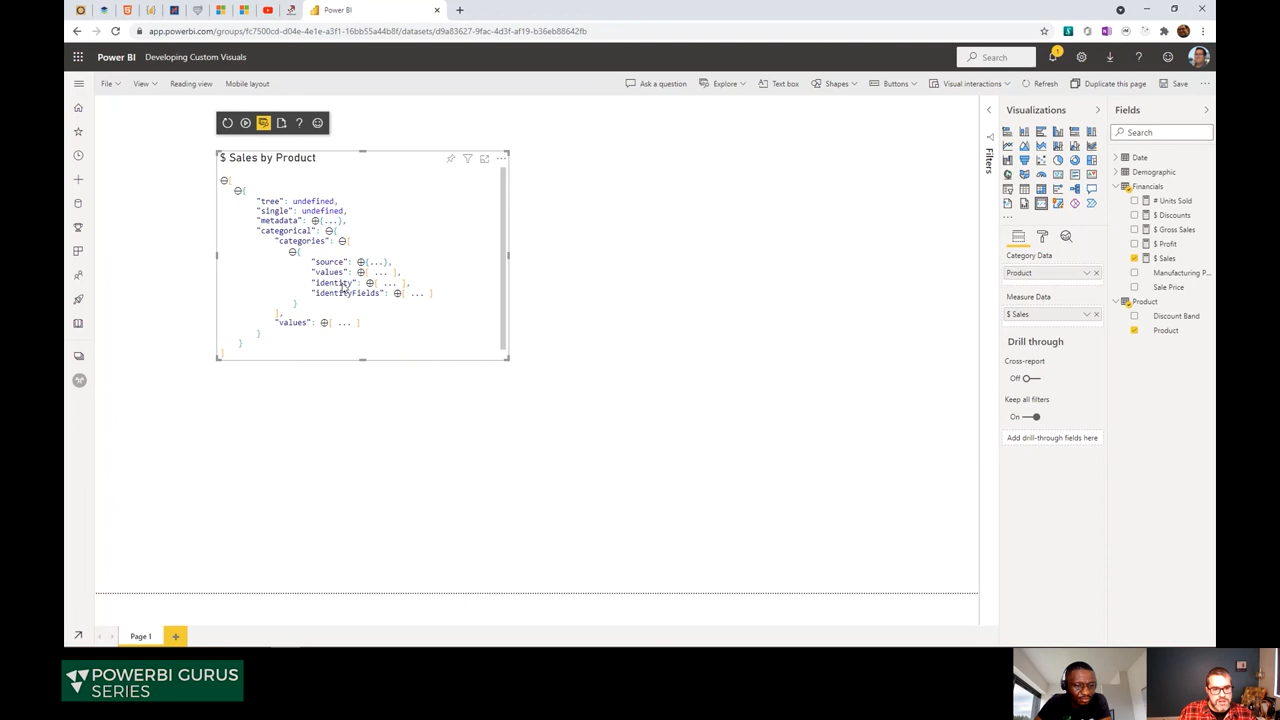 Power BI
app.powerbi.com/groups/fc7500cd-d04e-4e1e-a3f1-16bb55a44b8f/datasets/d9a83627-9fac-4d3f-af19-b36eb88642fb
Power BI Developing Custom Visuals Search 1
File View Reading view Mobile layout Ask a question Explore Text box Shapes Buttons Visual interactions Refresh Duplicate this page Save
Visualizations Fields
Search
Filters
$ Sales by Product
[
{
"tree": undefined,
"single": undefined,
"metadata": {...},
"categorical": {
"categories": [
{
"source": {...},
"values": [ ... ],
"identity": [ ... ],
"identityFields": [ ... ]
}
],
"values": [ ... ]
}
}
]
Category Data
Product
Measure Data
$ Sales
Drill through
Cross-report
Off
Keep all filters
On
Add drill-through fields here
Date
Demographic
Financials
# Units Sold
$ Discounts
$ Gross Sales
$ Profit
$ Sales
Manufacturing P...
Sale Price
Product
Discount Band
Product
Page 1
POWERBI GURUS
SERIES